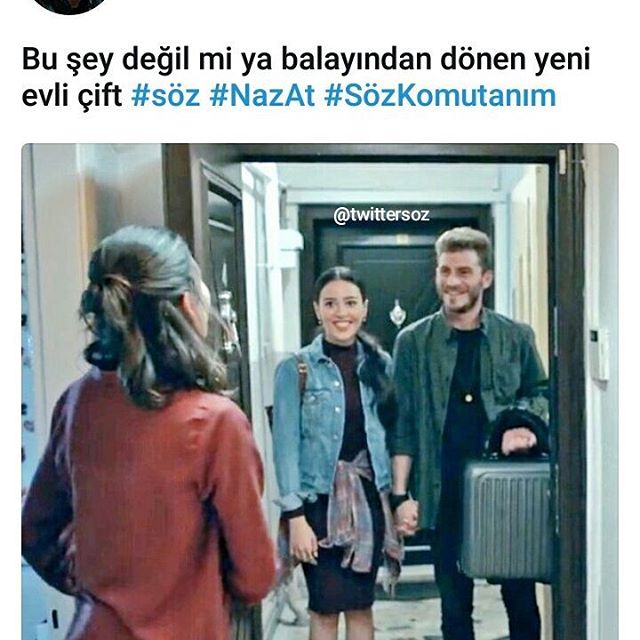 Bu şey değil mi ya balayından dönen yeni
evli çift #söz #NazAt #SözKomutanım
@twittersoz